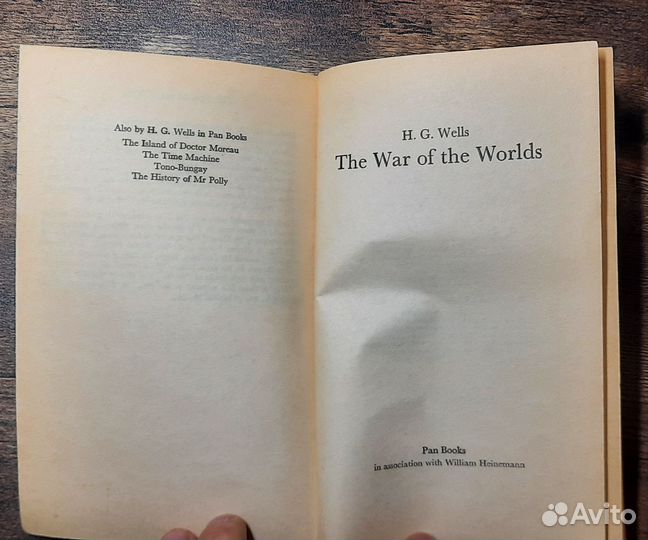 Also by H. G. Wells in Pan Books
The Island of Doctor Moreau
The Time Machine
Tono-Bungay
The History of Mr Polly
H. G. Wells
The War of the Worlds
Pan Books
in association with William Heinemann
Avito